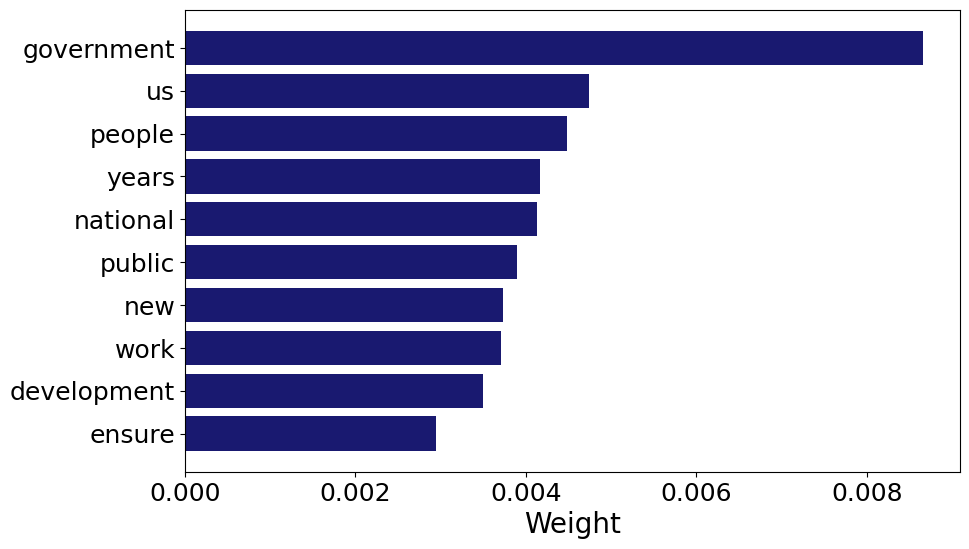 government
us
people
years
national
public
new
work
development
ensure
0.000 0.002 0.004 0.006 0.008
Weight